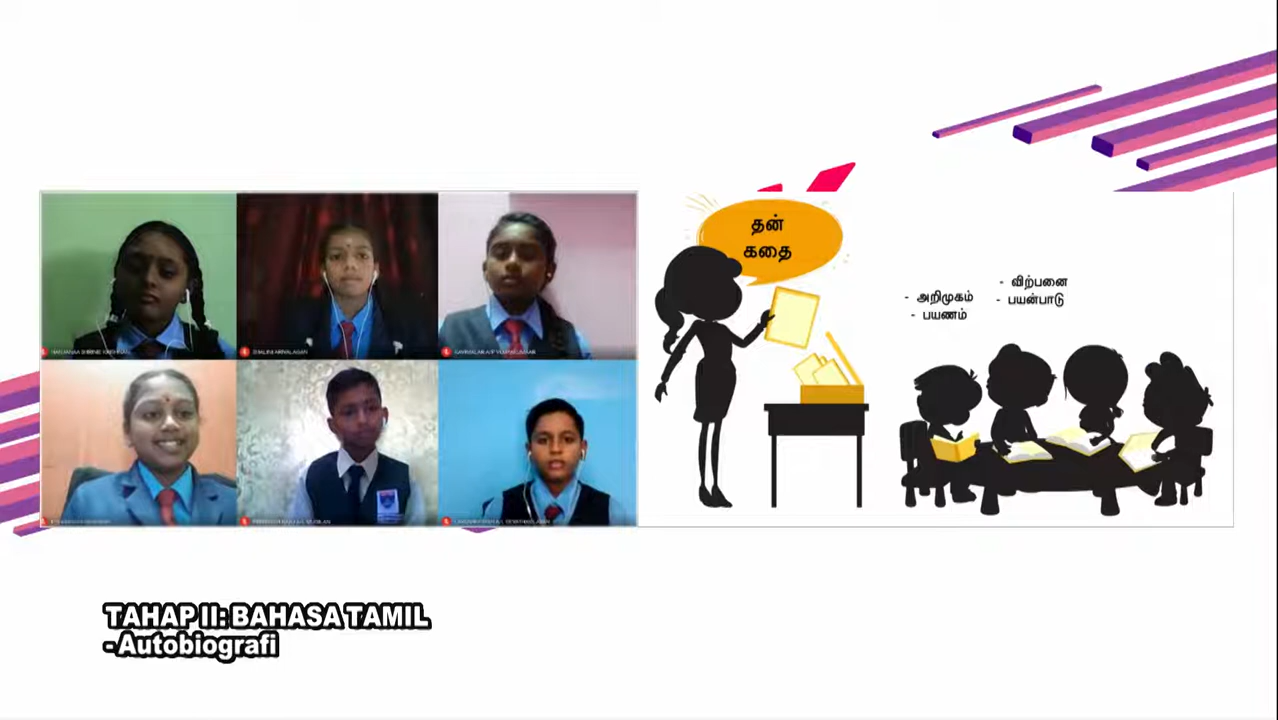 தன்
கதை
- அறிமுகம்
- பயணம்
- விற்பனை
- பயன்பாடு
TAHAP II: BAHASA TAMIL
- Autobiografi